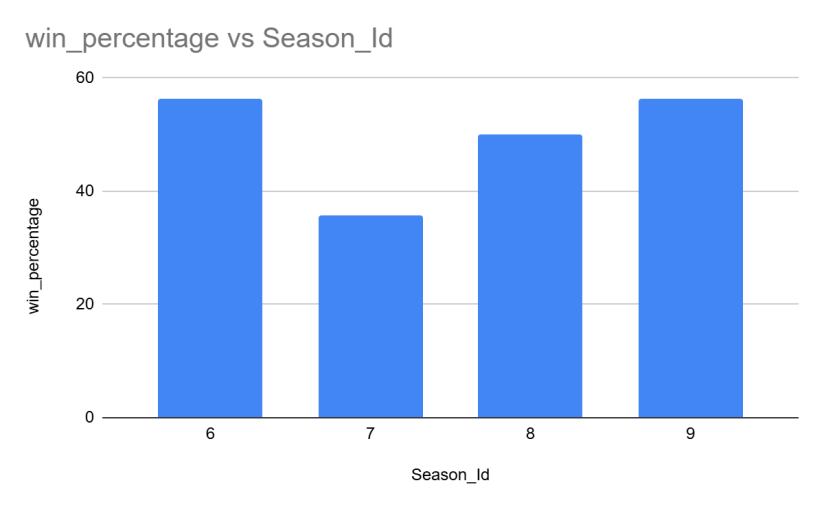 win_percentage vs Season_Id
60
40
20
0
win_percentage
6 7 8 9
Season_Id